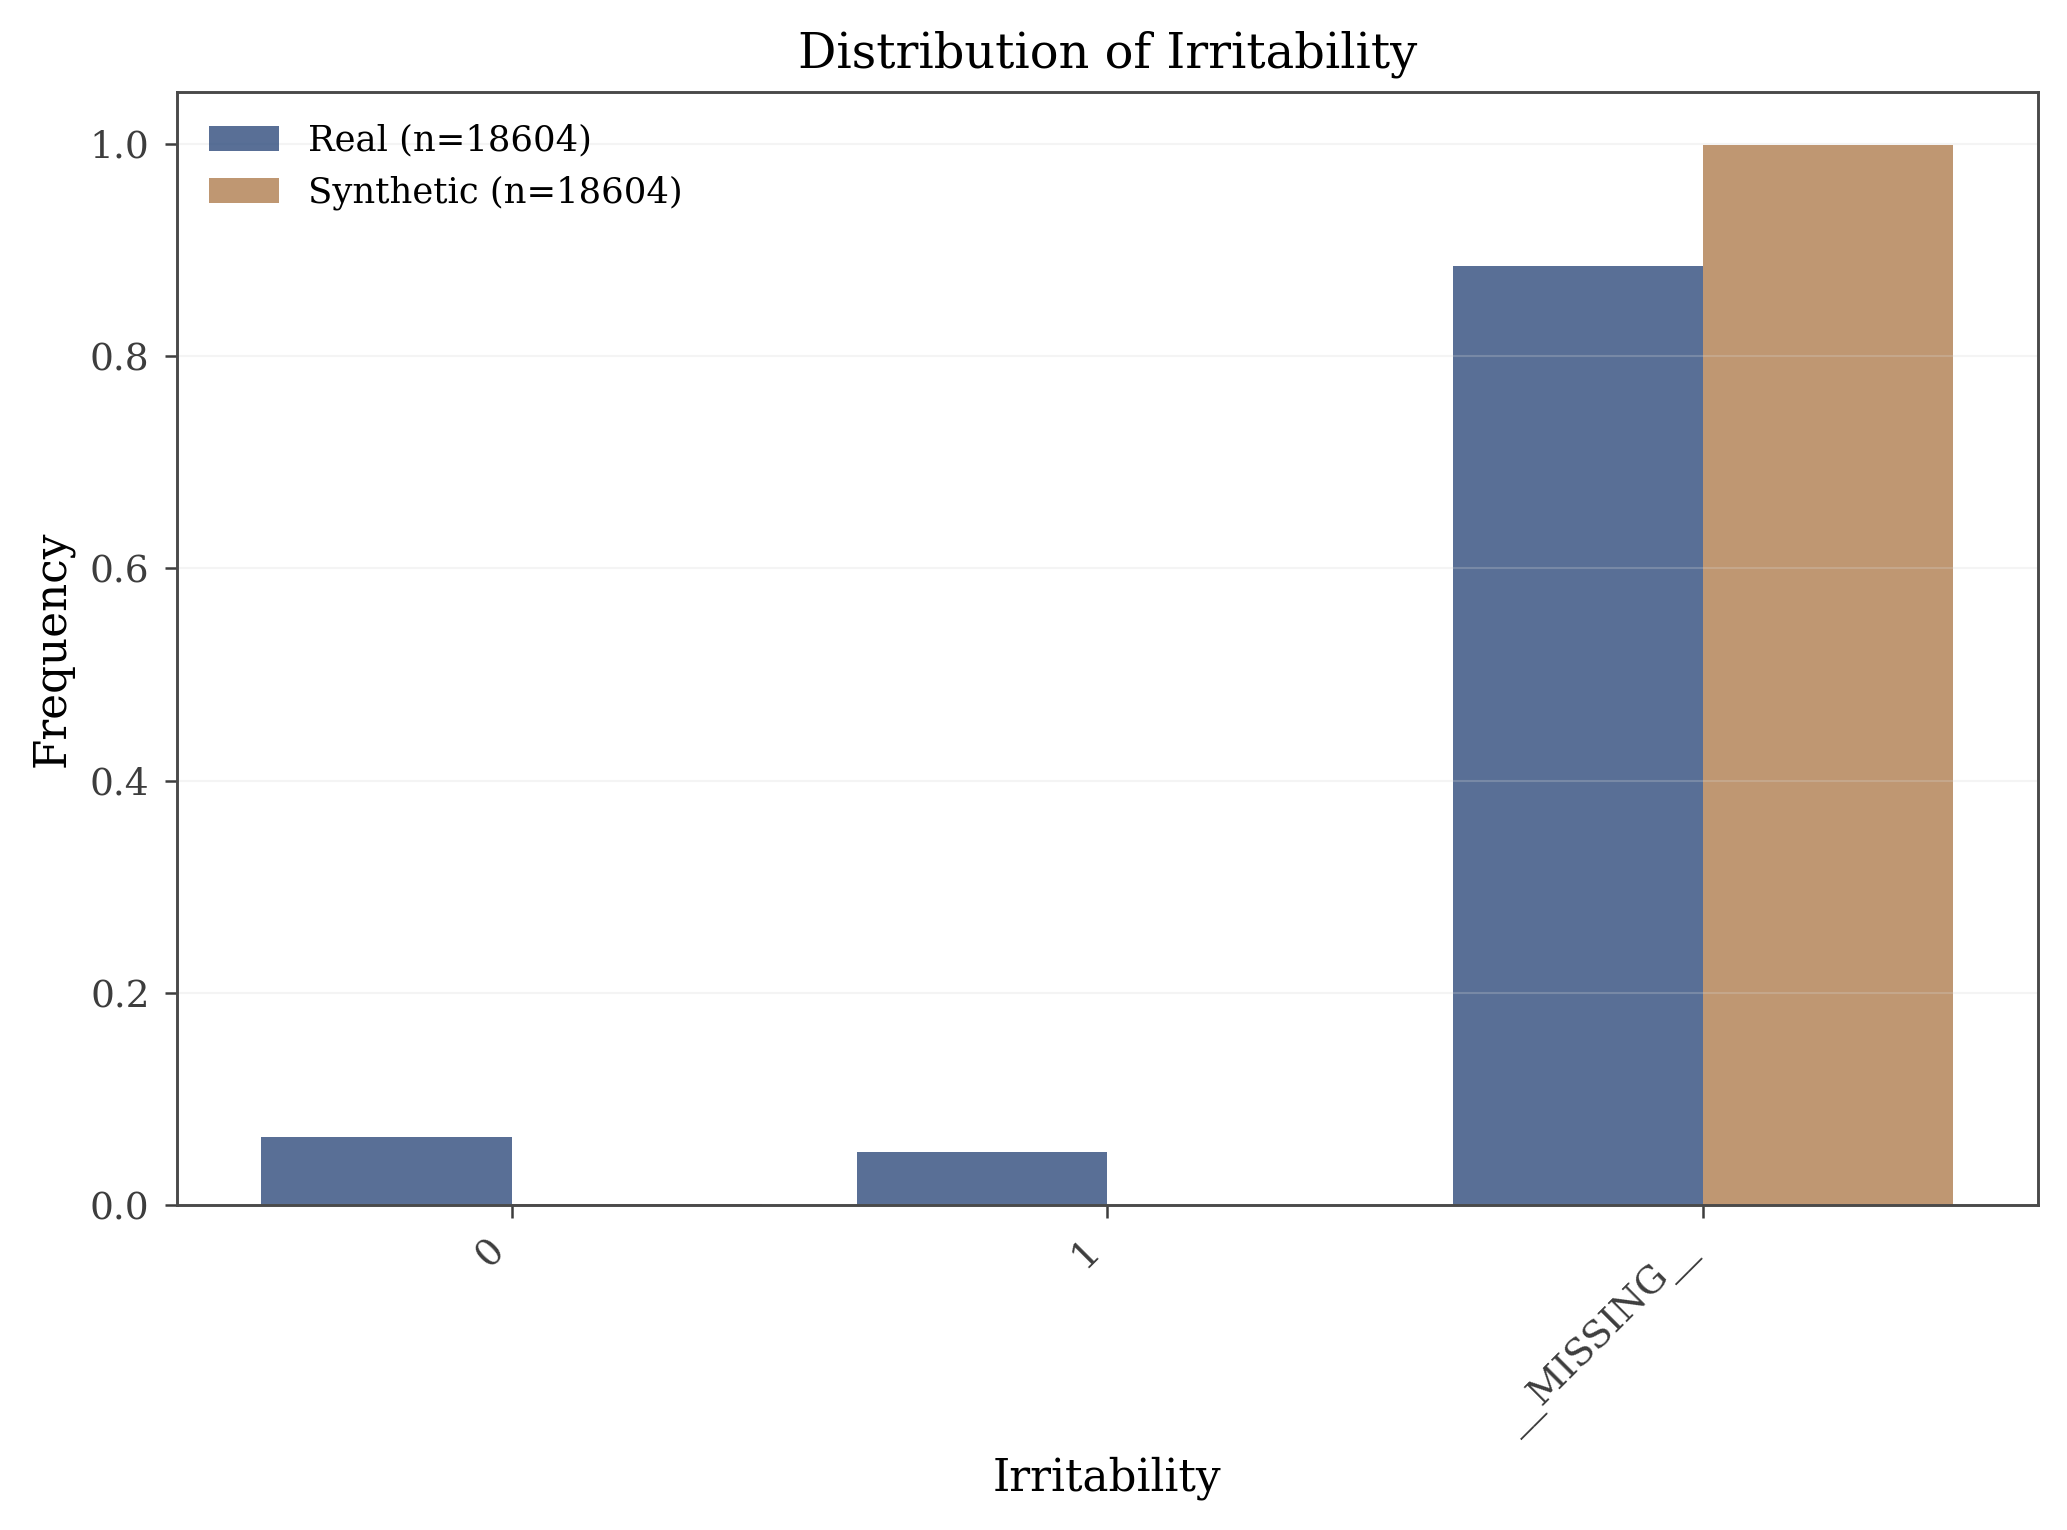 Distribution of Irritability
Real (n=18604)
Synthetic (n=18604)
1.0
0.8
0.6
0.4
0.2
0.0
Frequency
0
1
__MISSING__
Irritability